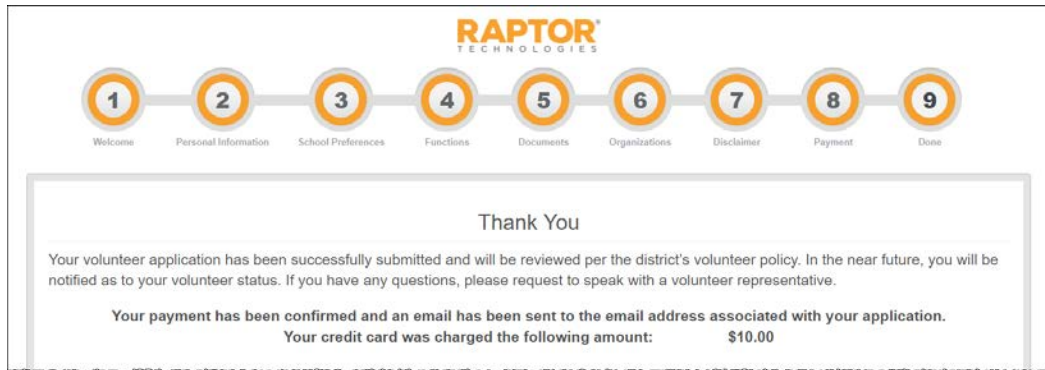 RAPTOR®
TECHNOLOGIES
1 2 3 4 5 6 7 8 9
Welcome Personal Information School Preferences Functions Documents Organizations Disclaimer Payment Done
Thank You
Your volunteer application has been successfully submitted and will be reviewed per the district's volunteer policy. In the near future, you will be
notified as to your volunteer status. If you have any questions, please request to speak with a volunteer representative.
Your payment has been confirmed and an email has been sent to the email address associated with your application.
Your credit card was charged the following amount: $10.00